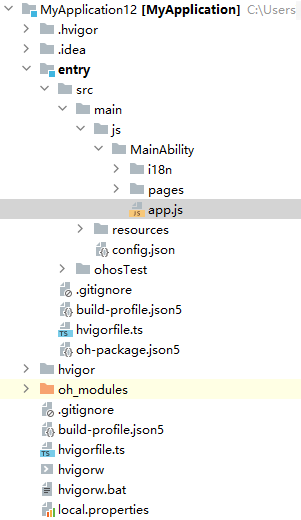 MyApplication12 [MyApplication] C:\Users
.hvigor
.idea
entry
src
main
js
MainAbility
i18n
pages
app.js
resources
config.json
ohosTest
.gitignore
build-profile.json5
hvigorfile.ts
oh-package.json5
hvigor
oh_modules
.gitignore
build-profile.json5
hvigorfile.ts
hvigorw
hvigorw.bat
local.properties